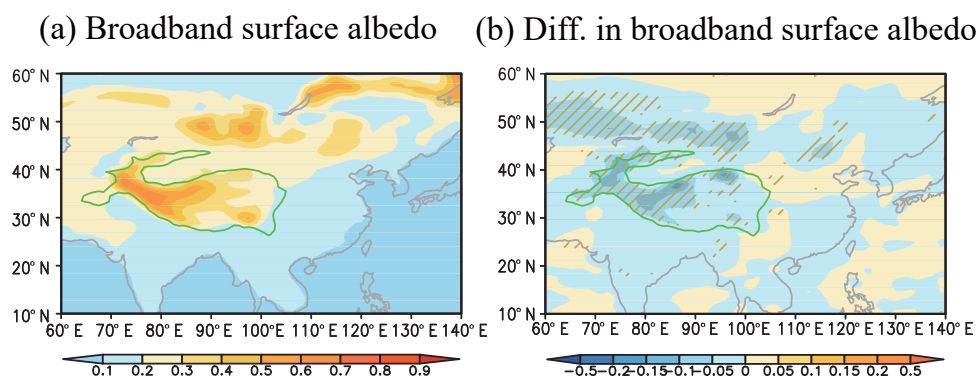 (a) Broadband surface albedo
(b) Diff. in broadband surface albedo
60° N
50° N
40° N
30° N
20° N
10° N
60° E 70° E 80° E 90° E 100° E 110° E 120° E 130° E 140° E
0.1 0.2 0.3 0.4 0.5 0.6 0.7 0.8 0.9
60° N
50° N
40° N
30° N
20° N
10° N
60° E 70° E 80° E 90° E 100° E 110° E 120° E 130° E 140° E
-0.5 -0.2 -0.15 -0.1 -0.05 0 0.05 0.1 0.15 0.2 0.5